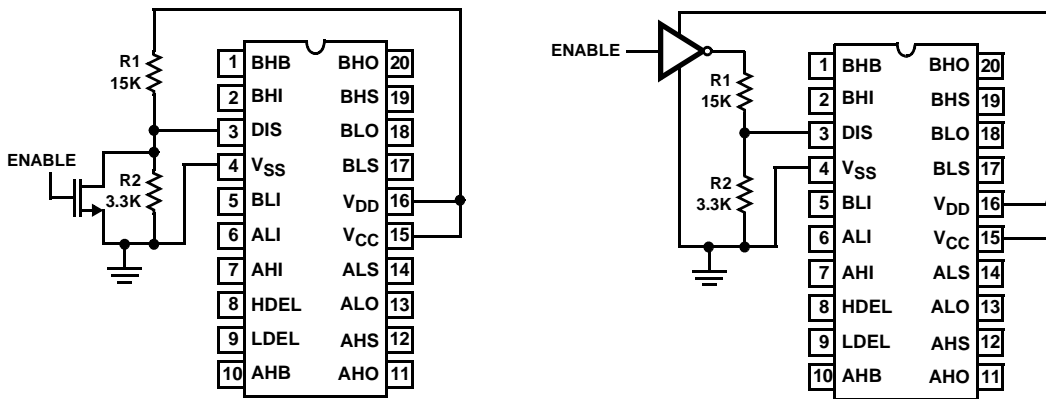 R1
15K
ENABLE
R2
3.3K
1 BHB BHO 20
2 BHI BHS 19
3 DIS BLO 18
4 VSS BLS 17
5 BLI VDD 16
6 ALI VCC 15
7 AHI ALS 14
8 HDEL ALO 13
9 LDEL AHS 12
10 AHB AHO 11
ENABLE
R1
15K
R2
3.3K
1 BHB BHO 20
2 BHI BHS 19
3 DIS BLO 18
4 VSS BLS 17
5 BLI VDD 16
6 ALI VCC 15
7 AHI ALS 14
8 HDEL ALO 13
9 LDEL AHS 12
10 AHB AHO 11